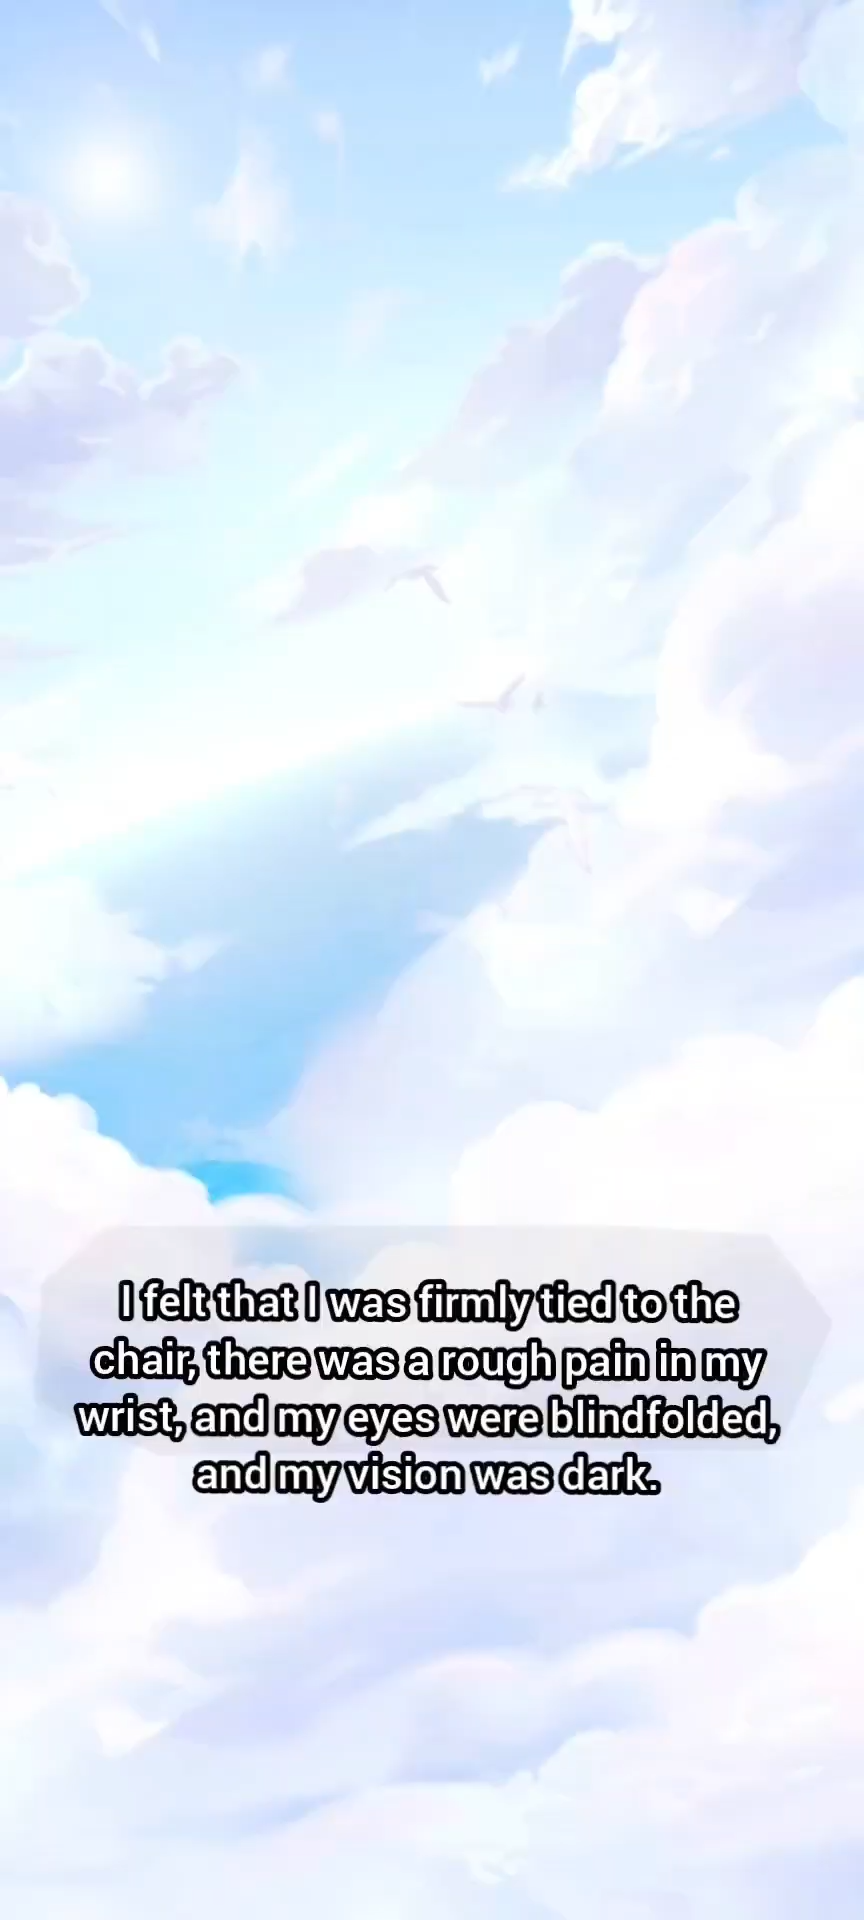 I felt that I was firmly tied to the
chair, there was a rough pain in my
wrist, and my eyes were blindfolded,
and my vision was dark.